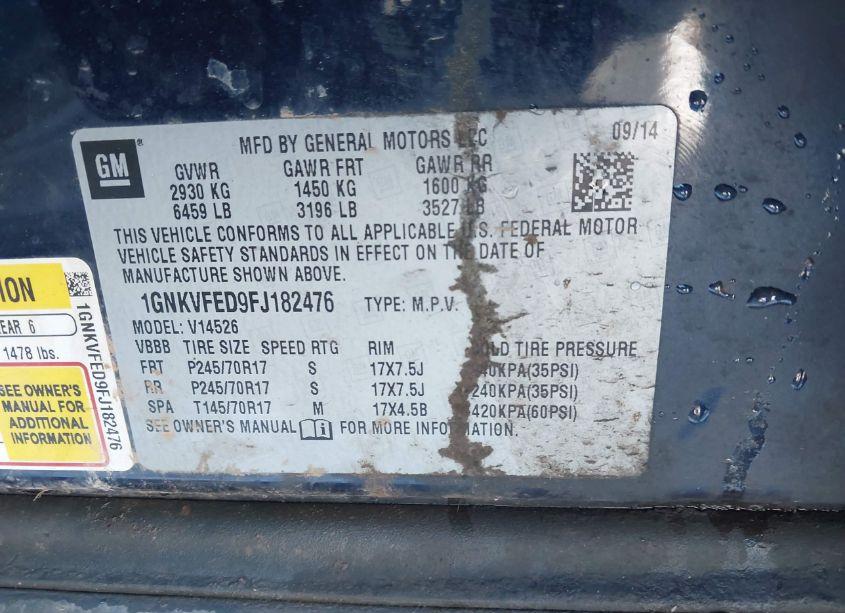 GM
MFD BY GENERAL MOTORS LLC
09/14
GVWR GAWR FRT GAWR RR
2930 KG 1450 KG 1600 KG
6459 LB 3196 LB 3527 LB
THIS VEHICLE CONFORMS TO ALL APPLICABLE U.S. FEDERAL MOTOR
VEHICLE SAFETY STANDARDS IN EFFECT ON THE DATE OF
MANUFACTURE SHOWN ABOVE.
1GNKVFED9FJ182476 TYPE: M.P.V.
MODEL: V14526
VBBB TIRE SIZE SPEED RTG RIM COLD TIRE PRESSURE
FRT P245/70R17 S 17X7.5J 240KPA(35PSI)
RR P245/70R17 S 17X7.5J 240KPA(35PSI)
SPA T145/70R17 M 17X4.5B 420KPA(60PSI)
SEE OWNER'S MANUAL FOR MORE INFORMATION.
EAR 6
1478 lbs.
SEE OWNER'S
MANUAL FOR
ADDITIONAL
INFORMATION
1GNKVFED9FJ182476